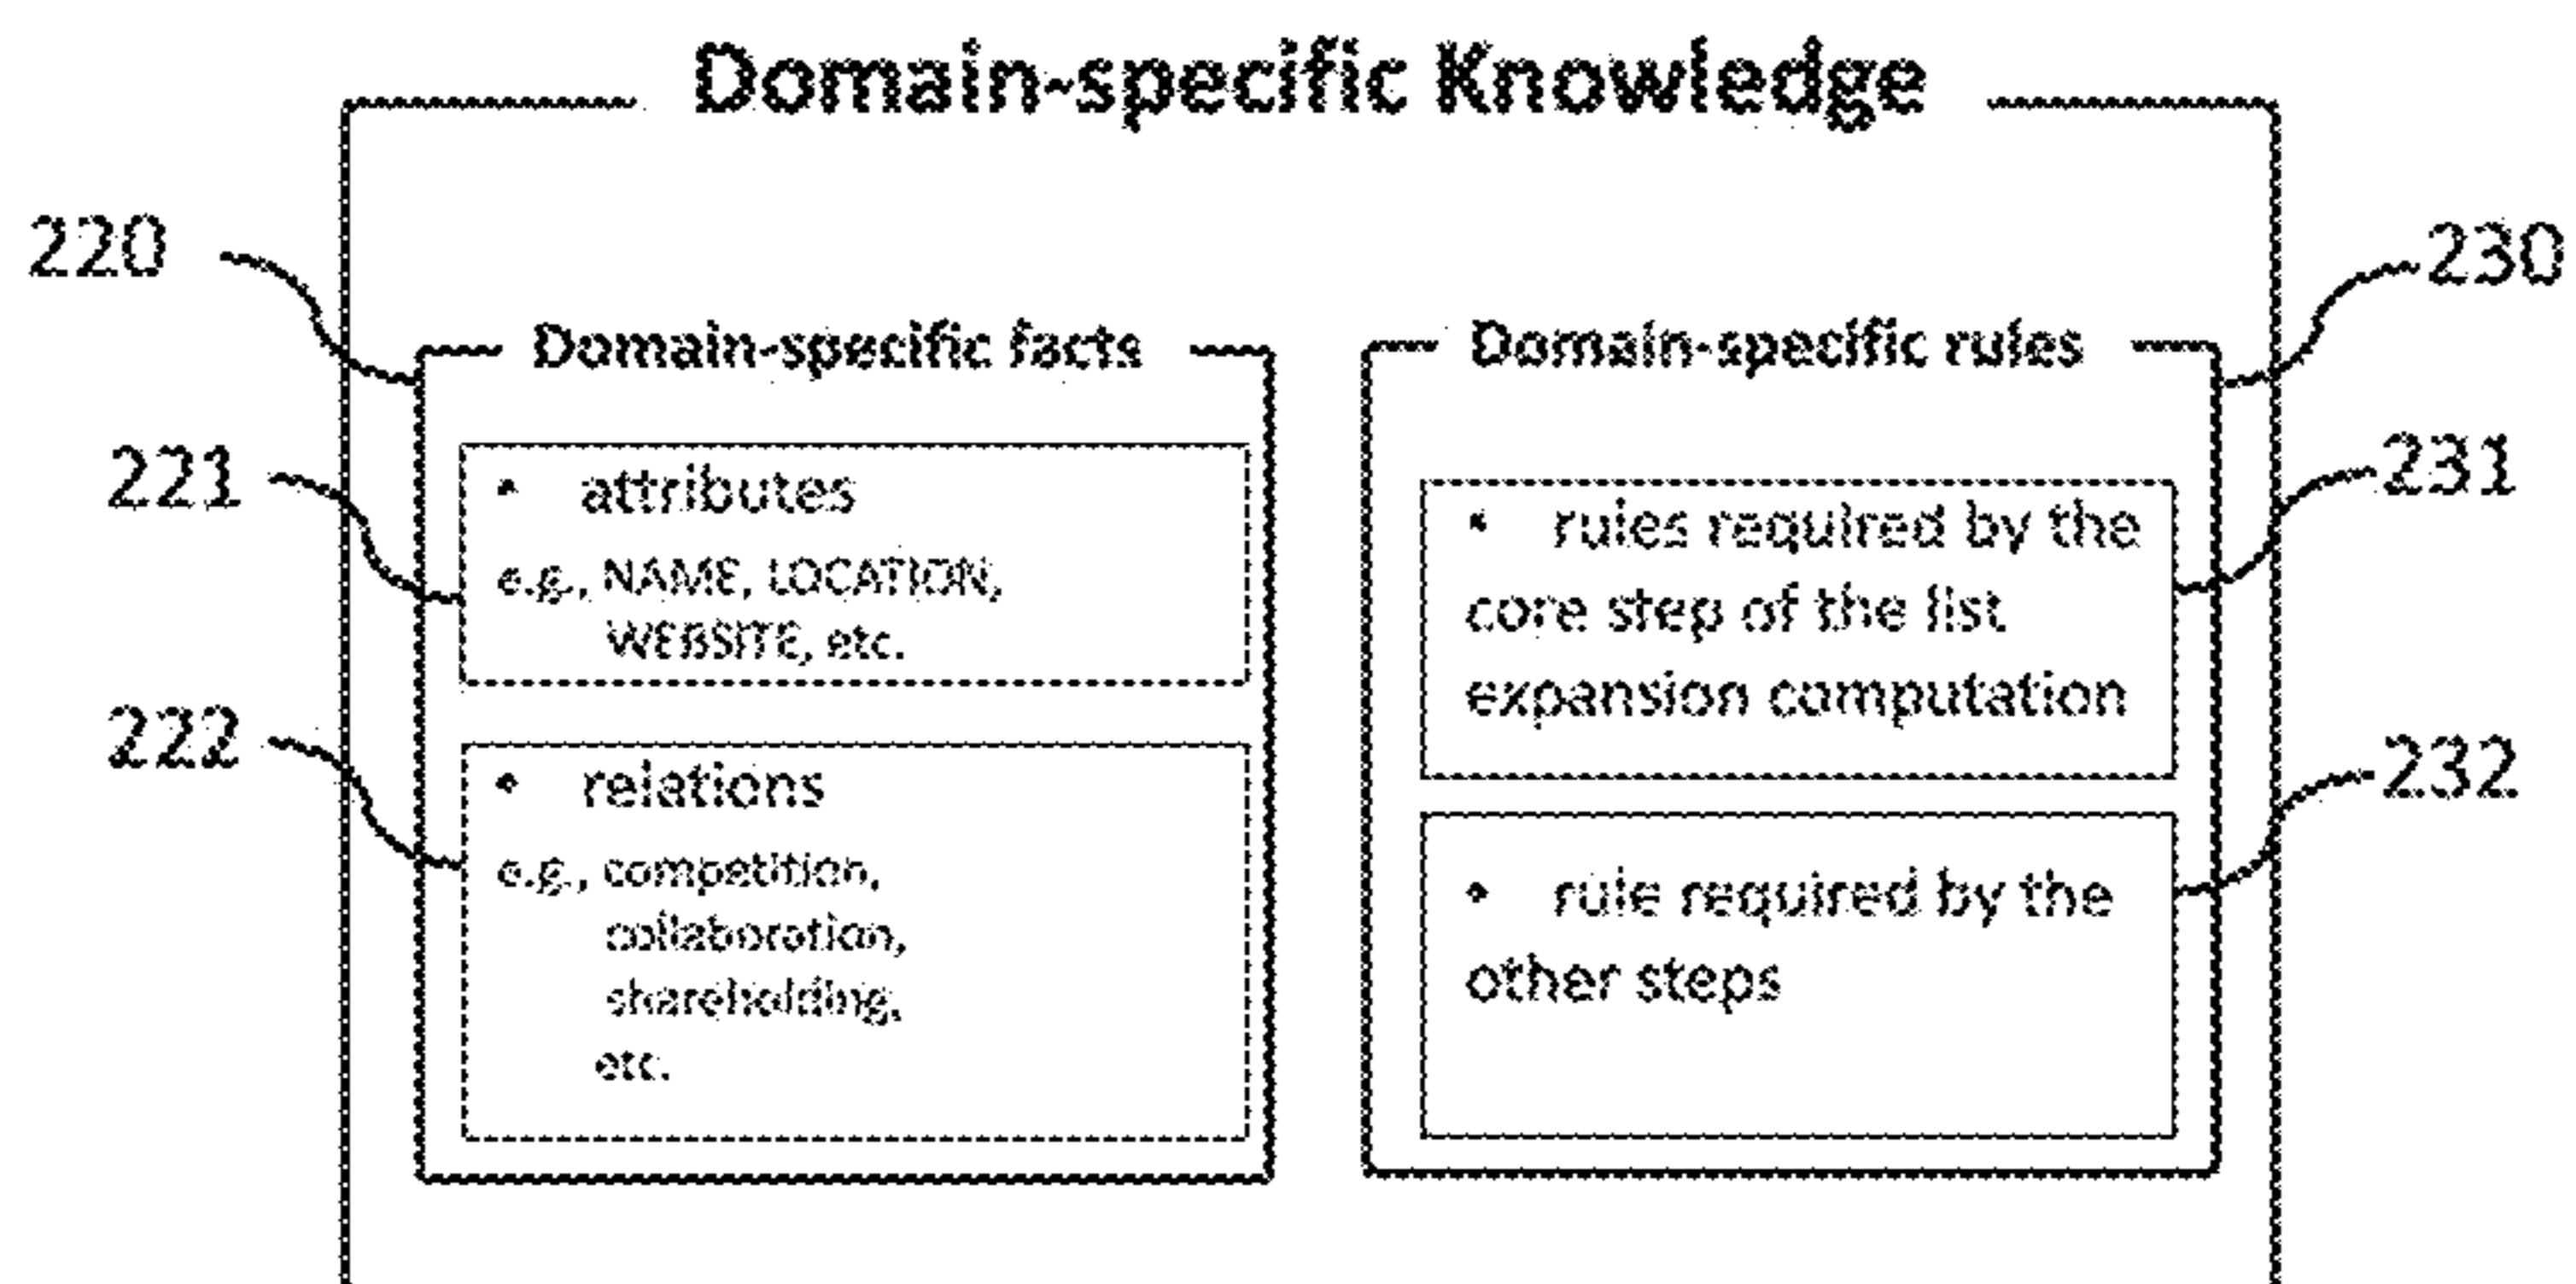 Domain-specific Knowledge
220
230
Domain-specific facts
Domain-specific rules
221
• attributes
e.g., NAME, LOCATION,
WEBSITE, etc.
222
• relations
e.g., competition,
collaboration,
shareholding,
etc.
231
• rules required by the
core step of the list
expansion computation
232
• rule required by the
other steps